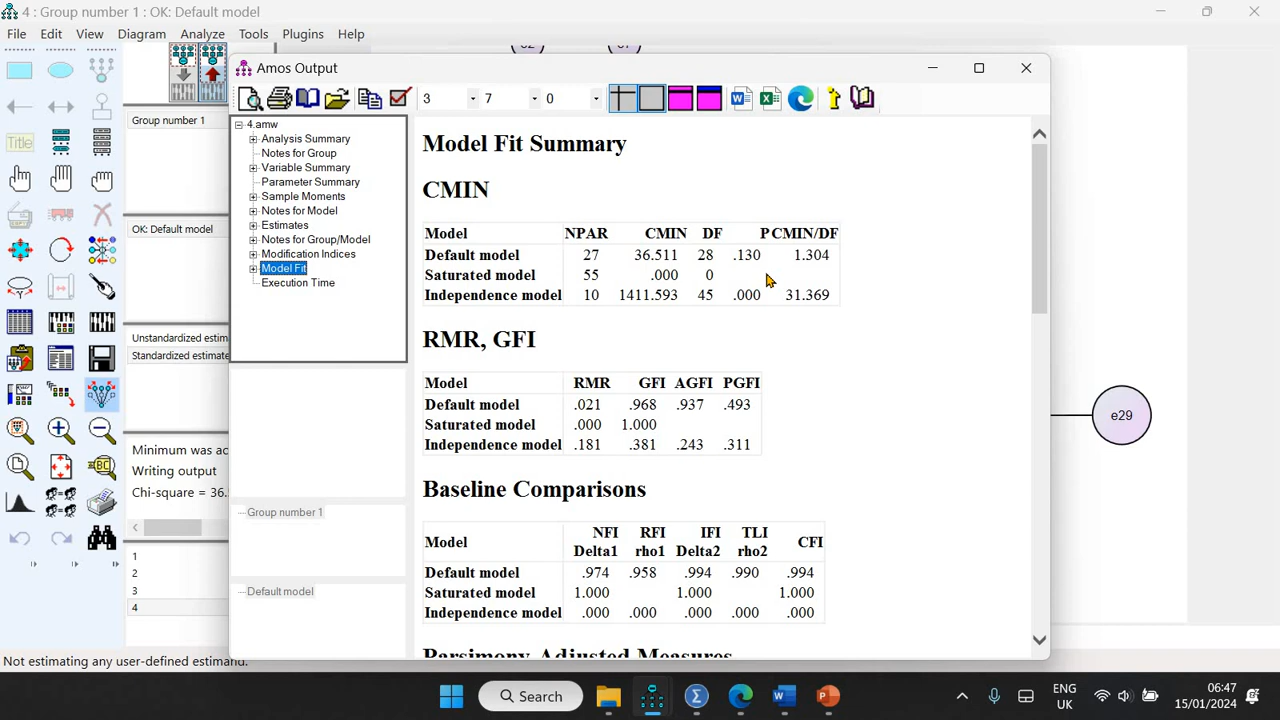 4 : Group number 1 : OK: Default model
File Edit View Diagram Analyze Tools Plugins Help
Amos Output
3 7 0
Title
Group number 1
OK: Default model
Unstandardized estim
Standardized estimate
Minimum was ac
Writing output
Chi-square = 36.
1
2
3
4
Not estimating any user-defined estimand.
4.amw
Analysis Summary
Notes for Group
Variable Summary
Parameter Summary
Sample Moments
Notes for Model
Estimates
Notes for Group/Model
Modification Indices
Model Fit
Execution Time
Group number 1
Default model
Model Fit Summary
CMIN
Model NPAR CMIN DF P CMIN/DF
Default model 27 36.511 28 .130 1.304
Saturated model 55 .000 0
Independence model 10 1411.593 45 .000 31.369
RMR, GFI
Model RMR GFI AGFI PGFI
Default model .021 .968 .937 .493
Saturated model .000 1.000
Independence model .181 .381 .243 .311
Baseline Comparisons
Model NFI Delta1 RFI rho1 IFI Delta2 TLI rho2 CFI
Default model .974 .958 .994 .990 .994
Saturated model 1.000 1.000 1.000
Independence model .000 .000 .000 .000 .000
Parsimony-Adjusted Measures
e29
Search
ENG
UK
06:47
15/01/2024